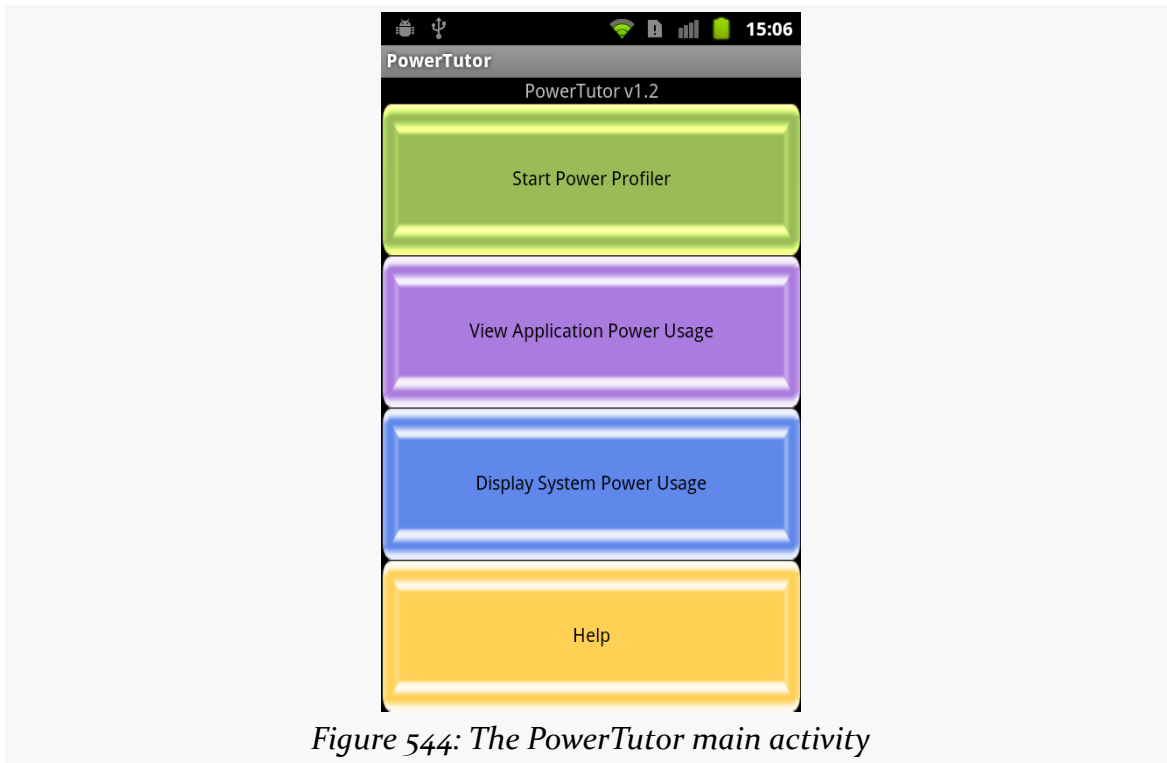 15:06
PowerTutor
PowerTutor v1.2
Start Power Profiler
View Application Power Usage
Display System Power Usage
Help
Figure 544: The PowerTutor main activity